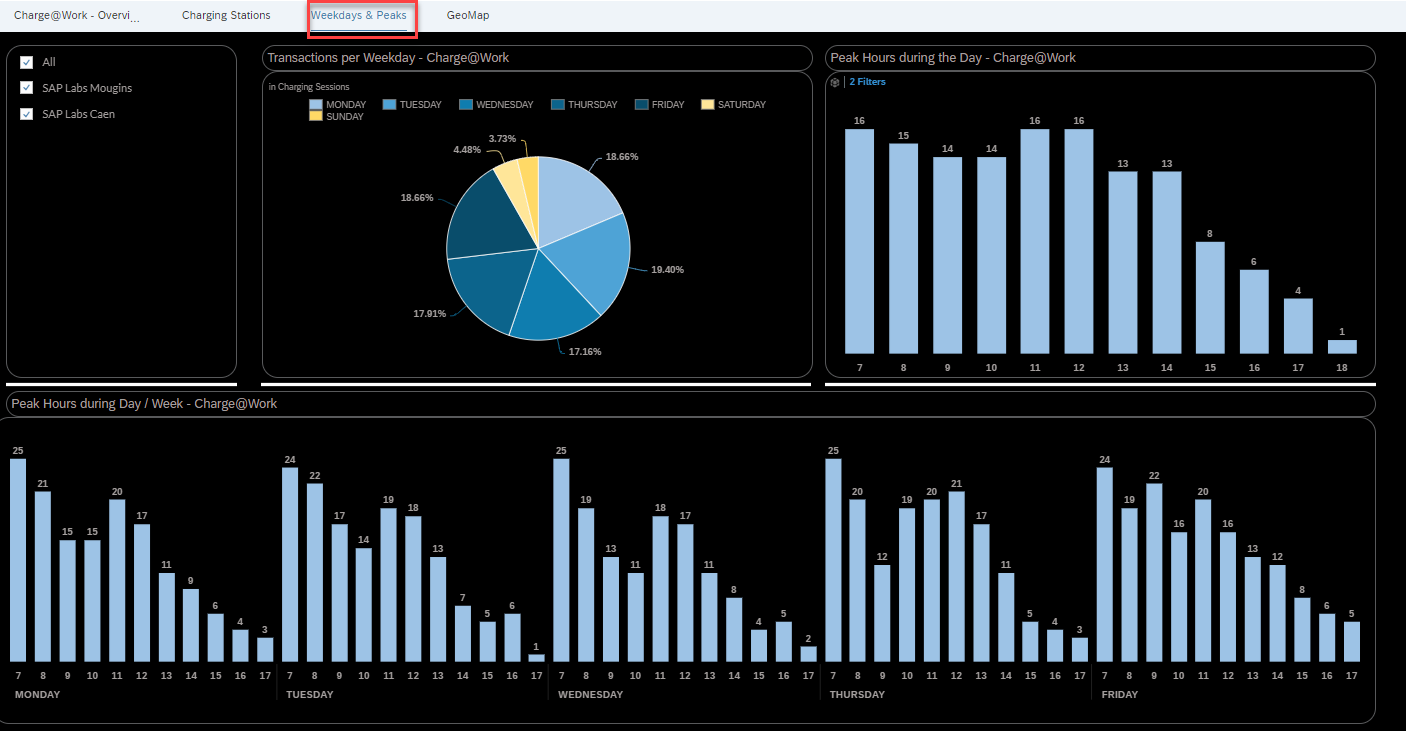 Charge@Work - Overvi... Charging Stations Weekdays & Peaks GeoMap
All
SAP Labs Mougins
SAP Labs Caen
Transactions per Weekday - Charge@Work
in Charging Sessions
MONDAY TUESDAY WEDNESDAY THURSDAY FRIDAY SATURDAY
SUNDAY
3.73%
4.48%
18.66%
18.66%
19.40%
17.91%
17.16%
Peak Hours during the Day - Charge@Work
2 Filters
16 15 14 14 16 16 13 13 8 6 4 1
7 8 9 10 11 12 13 14 15 16 17 18
Peak Hours during Day / Week - Charge@Work
25 21 15 15 20 17 11 9 6 4 3
7 8 9 10 11 12 13 14 15 16 17
MONDAY
24 22 17 14 19 18 13 7 5 6 1
7 8 9 10 11 12 13 14 15 16 17
TUESDAY
25 19 13 11 18 17 11 8 4 5 2
7 8 9 10 11 12 13 14 15 16 17
WEDNESDAY
25 20 12 19 20 21 17 11 5 4 3
7 8 9 10 11 12 13 14 15 16 17
THURSDAY
24 19 22 16 20 16 13 12 8 6 5
7 8 9 10 11 12 13 14 15 16 17
FRIDAY